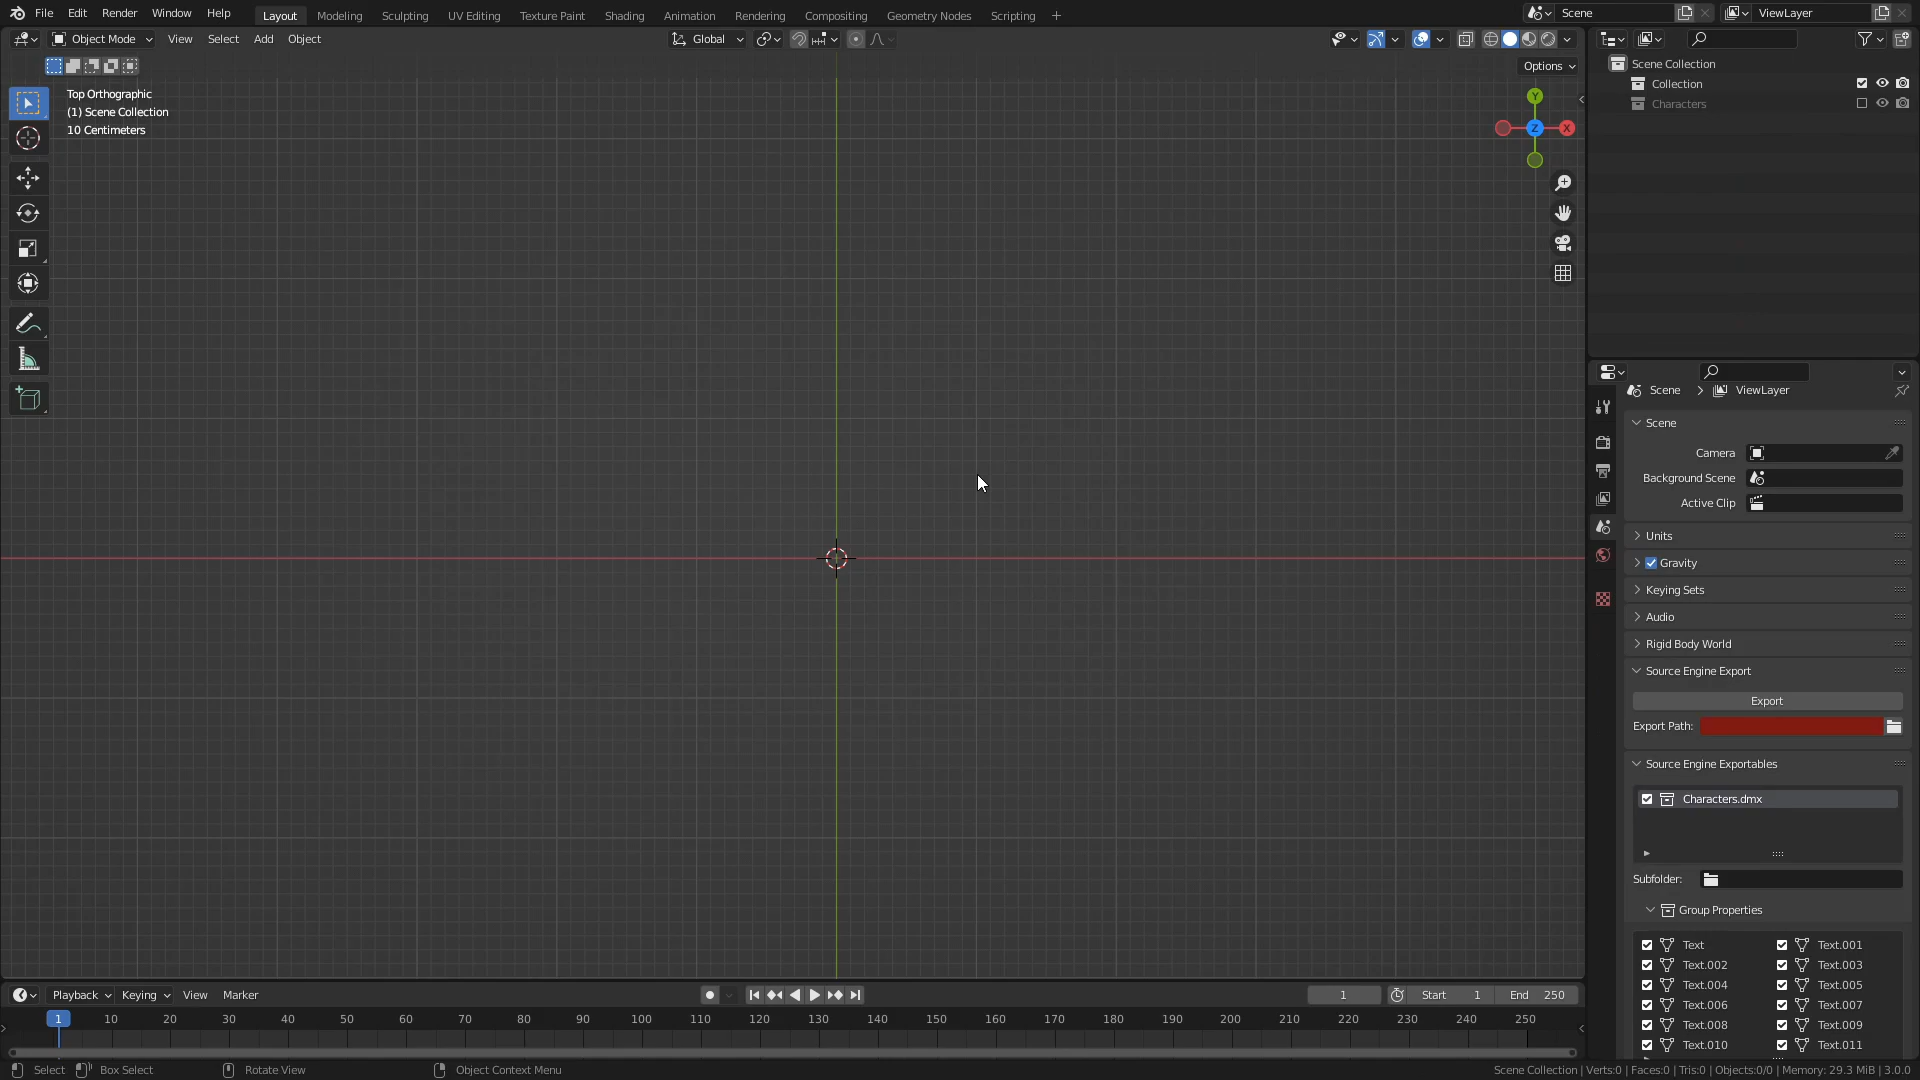 File Edit Render Window Help Layout Modeling Sculpting UV Editing Texture Paint Shading Animation Rendering Compositing Geometry Nodes Scripting + Scene ViewLayer
Object Mode View Select Add Object Global
Options
Top Orthographic
(1) Scene Collection
10 Centimeters
Y
Z X
Scene Collection
Collection
Characters
Scene > ViewLayer
Scene
Camera
Background Scene
Active Clip
Units
Gravity
Keying Sets
Audio
Rigid Body World
Source Engine Export
Export
Export Path:
Source Engine Exportables
Characters.dmx
Subfolder:
Group Properties
Text Text.001
Text.002 Text.003
Text.004 Text.005
Text.006 Text.007
Text.008 Text.009
Text.010 Text.011
Playback Keying View Marker 1 Start 1 End 250
1 10 20 30 40 50 60 70 80 90 100 110 120 130 140 150 160 170 180 190 200 210 220 230 240 250
Select Box Select Rotate View Object Context Menu Scene Collection | Verts:0 | Faces:0 | Tris:0 | Objects:0/0 | Memory: 29.3 MiB | 3.0.0